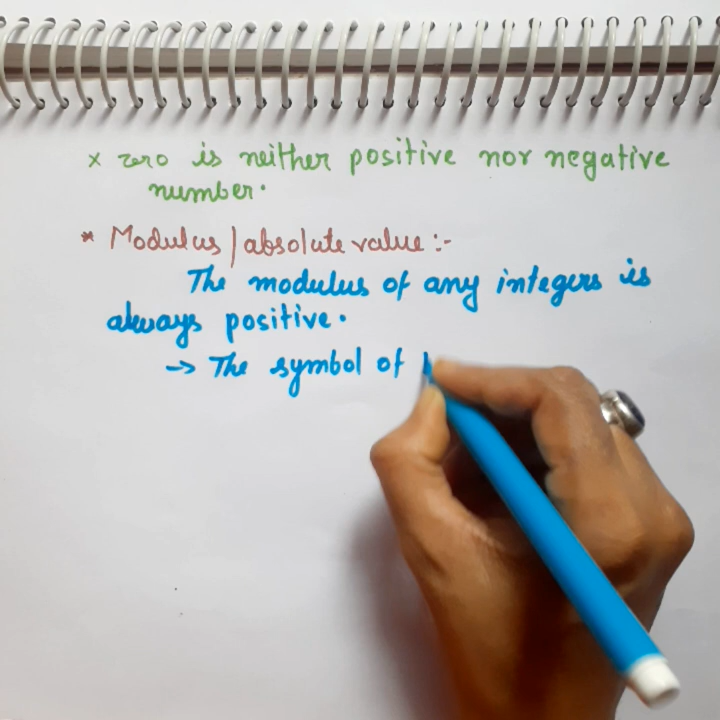 × zero is neither positive nor negative
number.
* Modulus / absolute value :-
The modulus of any integers is
always positive.
→ The symbol of